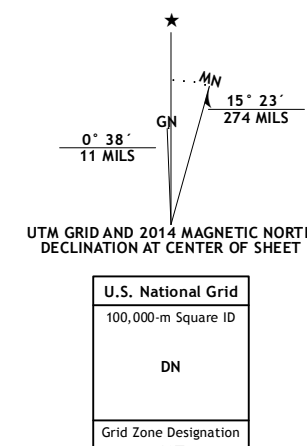 ★
MN
GN
15° 23´
274 MILS
0° 38´
11 MILS
UTM GRID AND 2014 MAGNETIC NORTH
DECLINATION AT CENTER OF SHEET
U.S. National Grid
100,000-m Square ID
DN
Grid Zone Designation